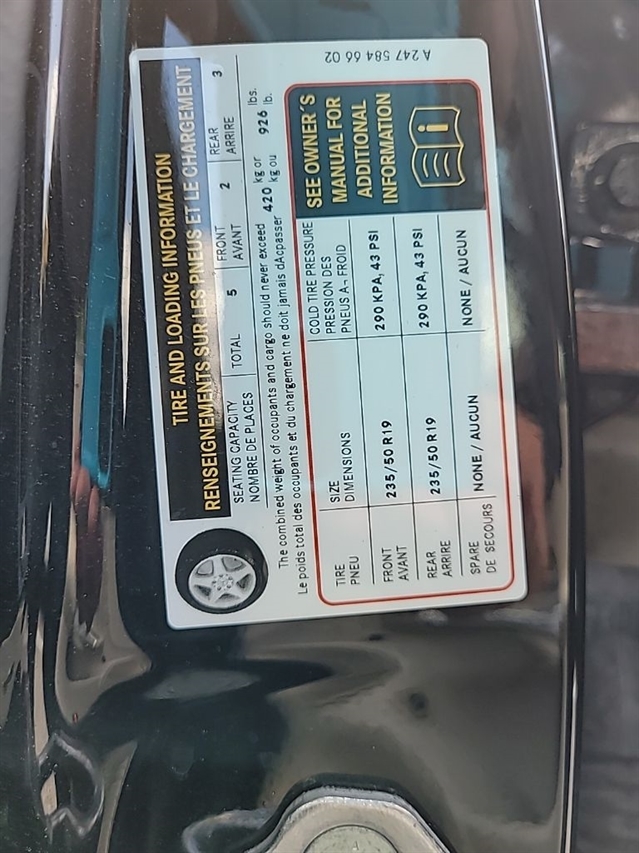 TIRE AND LOADING INFORMATION
RENSEIGNEMENTS SUR LES PNEUS ET LE CHARGEMENT
SEATING CAPACITY TOTAL 5 FRONT 2 REAR 3
NOMBRE DE PLACES AVANT ARRIERE
The combined weight of occupants and cargo should never exceed 420 kg or 926 lbs.
Le poids total des occupants et du chargement ne doit jamais dAcpasser kg ou lb.
TIRE SIZE COLD TIRE PRESSURE
PNEU DIMENSIONS PRESSION DES
PNEUS A¬ FROID
FRONT 235/50 R19 290 KPA, 43 PSI
AVANT
REAR 235/50 R19 290 KPA, 43 PSI
ARRIERE
SPARE NONE / AUCUN NONE / AUCUN
DE SECOURS
SEE OWNER'S
MANUAL FOR
ADDITIONAL
INFORMATION
i
A 247 584 66 02